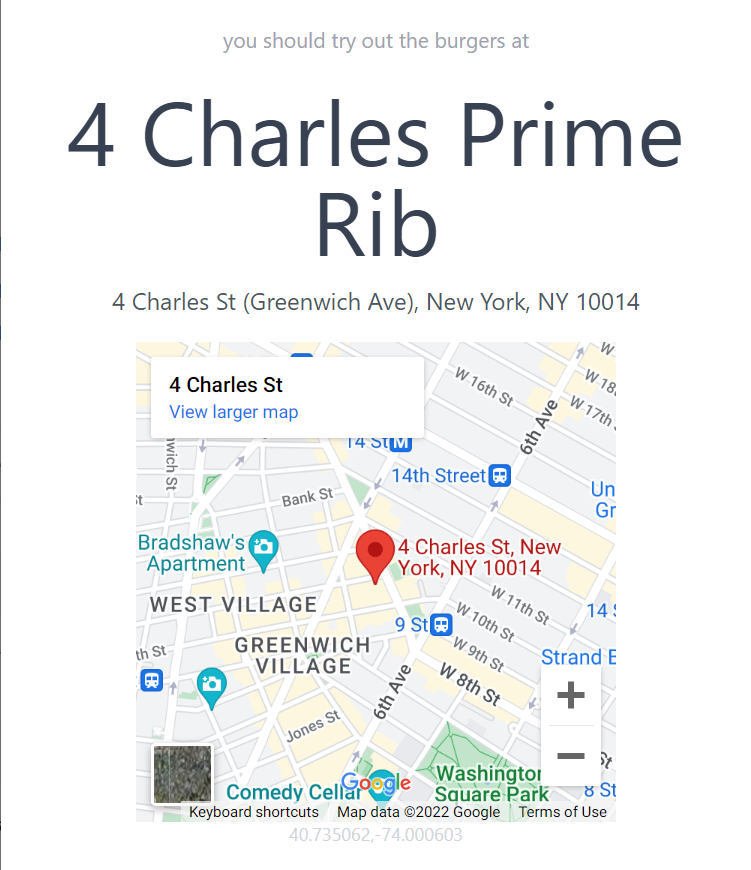 you should try out the burgers at
4 Charles Prime
Rib
4 Charles St (Greenwich Ave), New York, NY 10014
4 Charles St
View larger map
W
W 18
W 16th St
W 17th
6th Ave
wich St
14 St M
14th Street
Un
Gr
Bank St
Bradshaw's
Apartment
4 Charles St, New
York, NY 10014
WEST VILLAGE
W 11th St
14 S
9 St
W 10th St
GREENWICH
VILLAGE
th St
W 9th St
Strand B
W 8th St
6th Ave
Jones St
St
Washington
Square Park
Comedy Cellar
Google
8 St
Keyboard shortcuts
Map data ©2022 Google
Terms of Use
40.735062,-74.000603